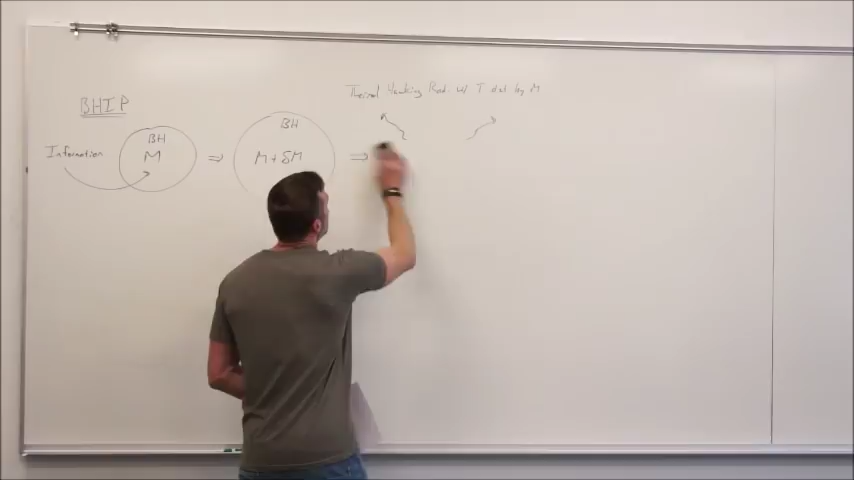 BHIP
Thermal Hawking Rad. w/ T det by M
Information
BH
M
⇒
BH
M + δM
⇒